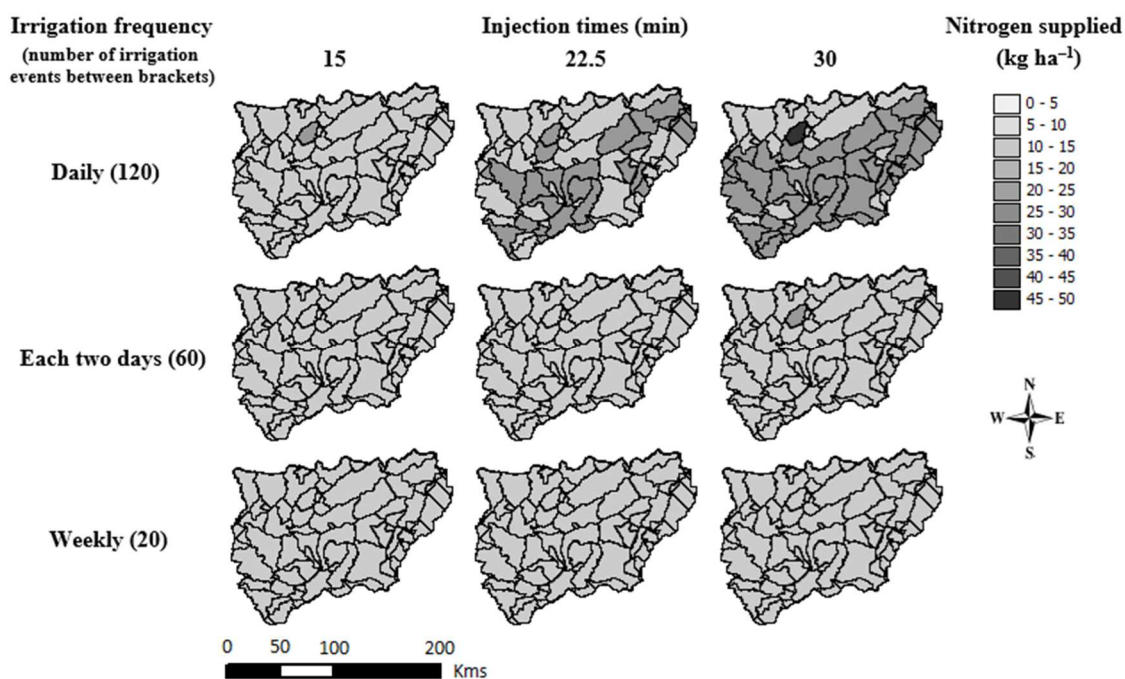 Irrigation frequency
(number of irrigation
events between brackets)
Injection times (min)
15
22.5
30
Nitrogen supplied
(kg ha⁻¹)
0 - 5
5 - 10
10 - 15
15 - 20
20 - 25
25 - 30
30 - 35
35 - 40
40 - 45
45 - 50
Daily (120)
Each two days (60)
Weekly (20)
N
W
E
S
0 50 100 200
Kms